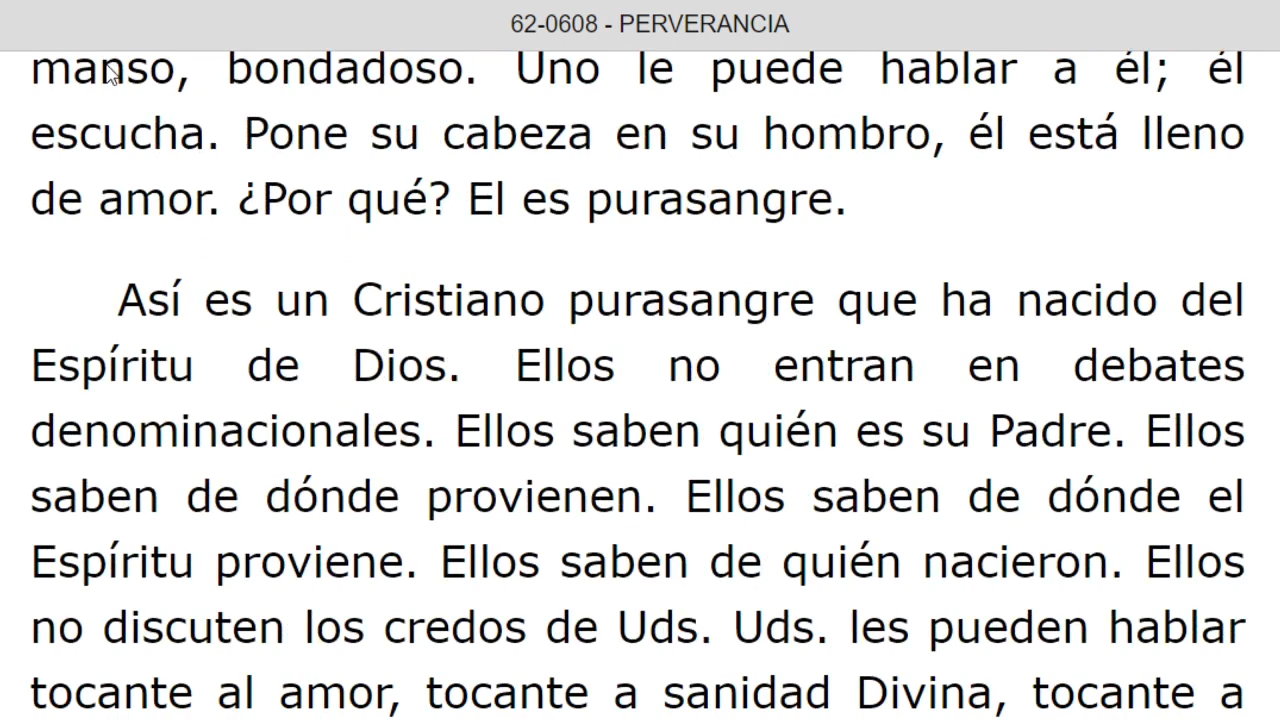 62-0608 - PERVERANCIA
manso, bondadoso. Uno le puede hablar a él; él
escucha. Pone su cabeza en su hombro, él está lleno
de amor. ¿Por qué? El es purasangre.
Así es un Cristiano purasangre que ha nacido del
Espíritu de Dios. Ellos no entran en debates
denominacionales. Ellos saben quién es su Padre. Ellos
saben de dónde provienen. Ellos saben de dónde el
Espíritu proviene. Ellos saben de quién nacieron. Ellos
no discuten los credos de Uds. Uds. les pueden hablar
tocante al amor, tocante a sanidad Divina, tocante a